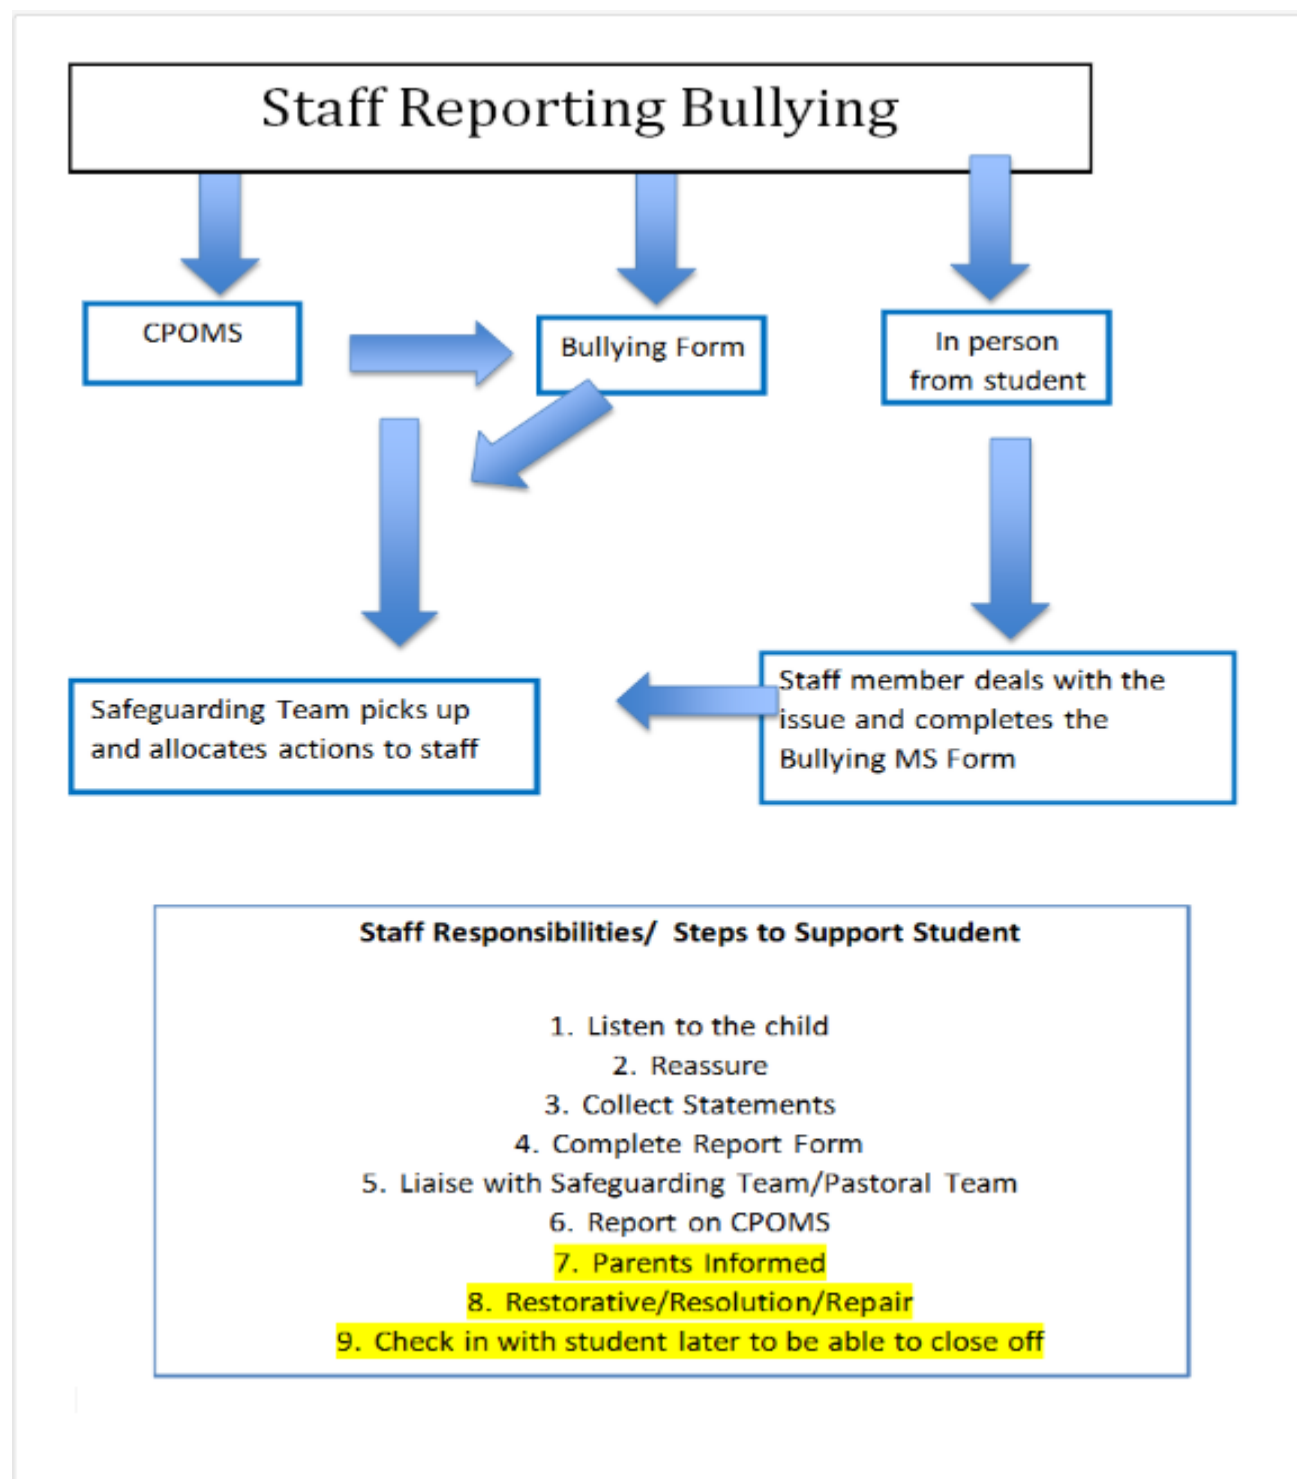 Staff Reporting Bullying
CPOMS
Bullying Form
In person
from student
Safeguarding Team picks up
and allocates actions to staff
Staff member deals with the
issue and completes the
Bullying MS Form
Staff Responsibilities/ Steps to Support Student
1. Listen to the child
2. Reassure
3. Collect Statements
4. Complete Report Form
5. Liaise with Safeguarding Team/Pastoral Team
6. Report on CPOMS
7. Parents Informed
8. Restorative/Resolution/Repair
9. Check in with student later to be able to close off